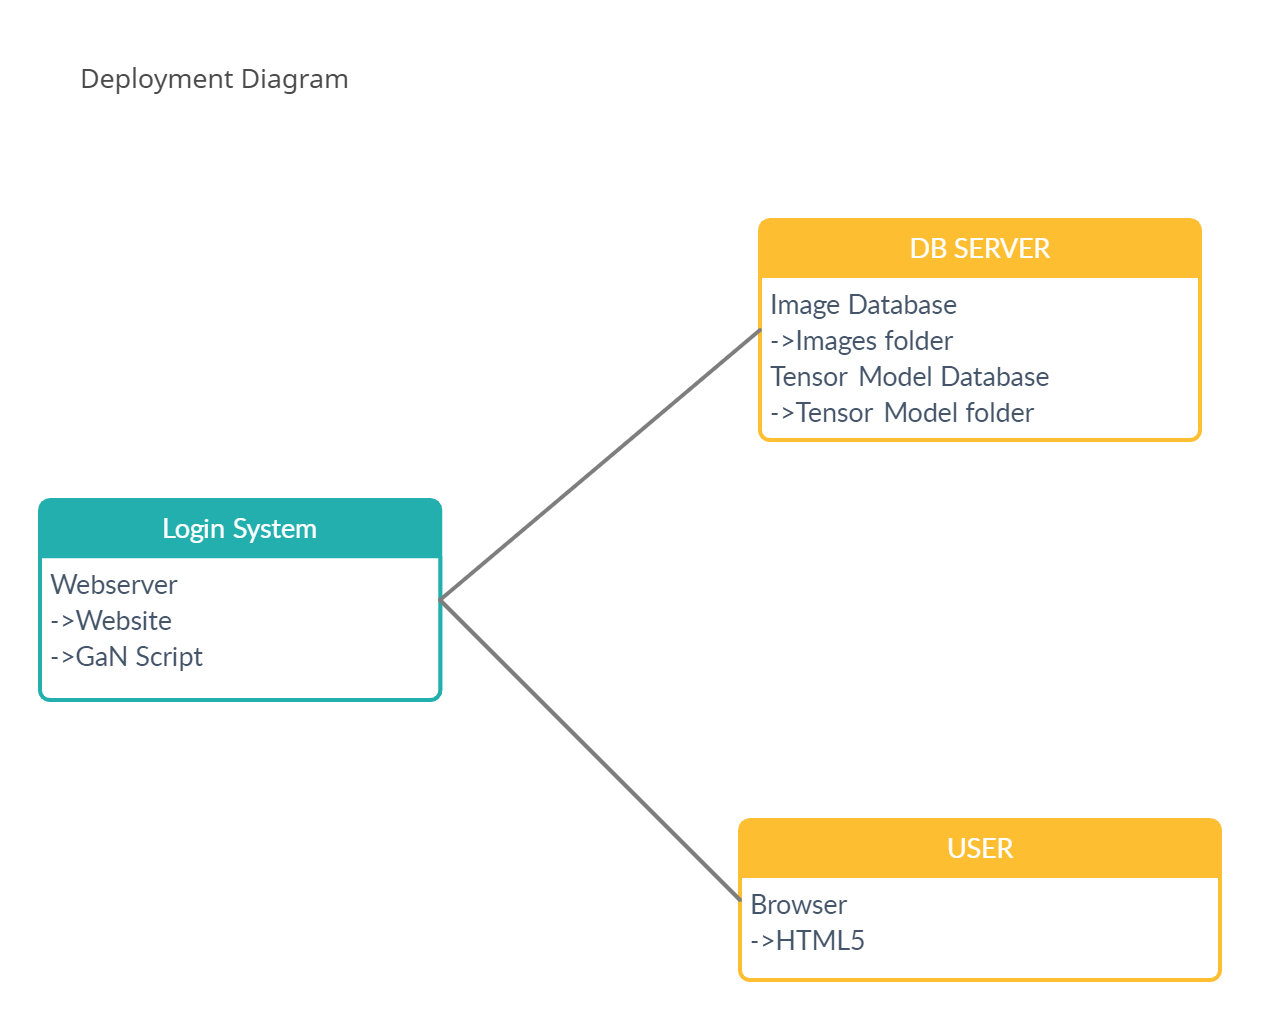 Deployment Diagram
DB SERVER
Image Database
->Images folder
Tensor Model Database
->Tensor Model folder
Login System
Webserver
->Website
->GaN Script
USER
Browser
->HTML5